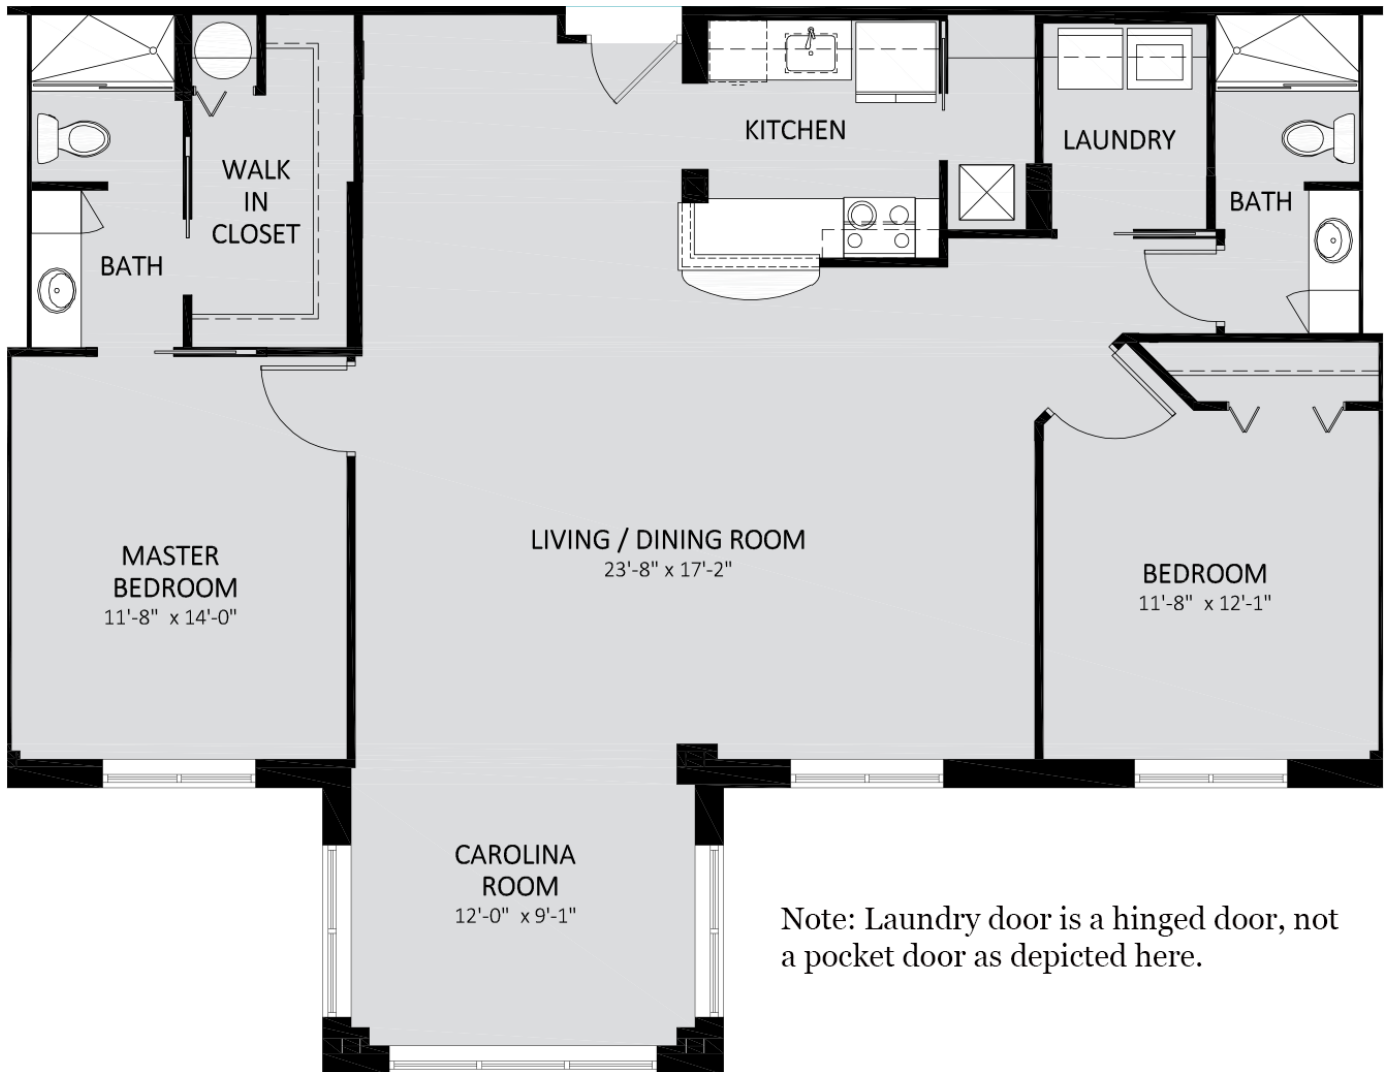 KITCHEN
LAUNDRY
WALK
IN
CLOSET
BATH
BATH
LIVING / DINING ROOM
23'-8" x 17'-2"
MASTER
BEDROOM
11'-8" x 14'-0"
BEDROOM
11'-8" x 12'-1"
CAROLINA
ROOM
12'-0" x 9'-1"
Note: Laundry door is a hinged door, not
a pocket door as depicted here.